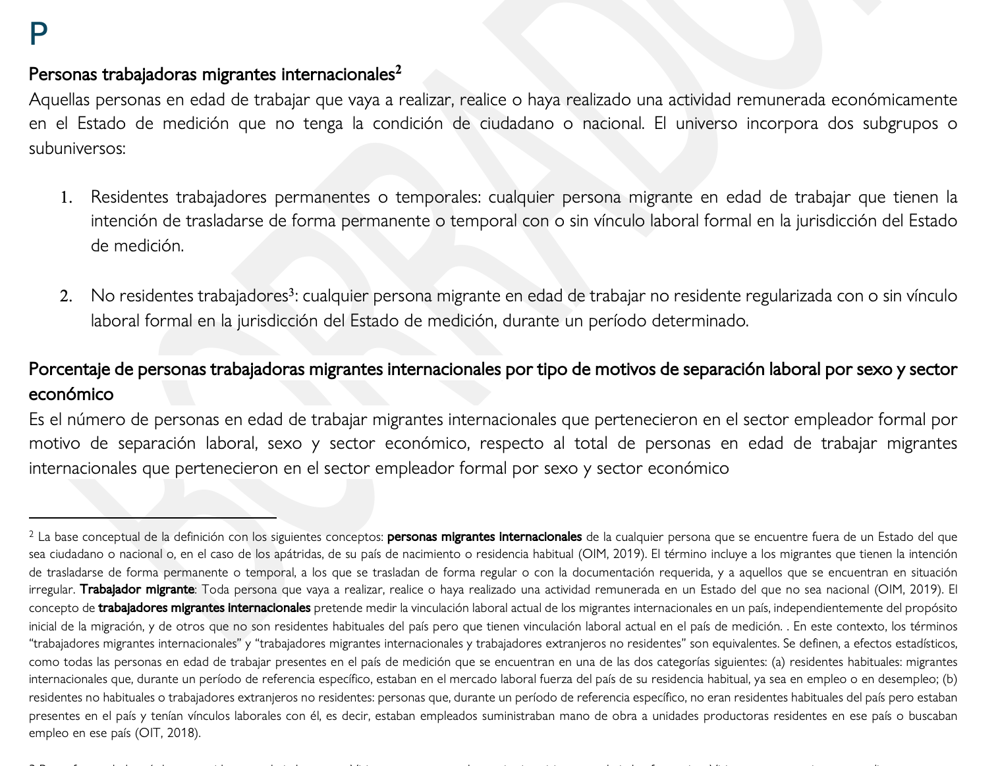 P
Personas trabajadoras migrantes internacionales²
Aquellas personas en edad de trabajar que vaya a realizar, realice o haya realizado una actividad remunerada económicamente
en el Estado de medición que no tenga la condición de ciudadano o nacional. El universo incorpora dos subgrupos o
subuniversos:
1. Residentes trabajadores permanentes o temporales: cualquier persona migrante en edad de trabajar que tienen la
intención de trasladarse de forma permanente o temporal con o sin vínculo laboral formal en la jurisdicción del Estado
de medición.
2. No residentes trabajadores³: cualquier persona migrante en edad de trabajar no residente regularizada con o sin vínculo
laboral formal en la jurisdicción del Estado de medición, durante un período determinado.
Porcentaje de personas trabajadoras migrantes internacionales por tipo de motivos de separación laboral por sexo y sector
económico
Es el número de personas en edad de trabajar migrantes internacionales que pertenecieron en el sector empleador formal por
motivo de separación laboral, sexo y sector económico, respecto al total de personas en edad de trabajar migrantes
internacionales que pertenecieron en el sector empleador formal por sexo y sector económico
² La base conceptual de la definición con los siguientes conceptos: personas migrantes internacionales de la cualquier persona que se encuentre fuera de un Estado del que
sea ciudadano o nacional o, en el caso de los apátridas, de su país de nacimiento o residencia habitual (OIM, 2019). El término incluye a los migrantes que tienen la intención
de trasladarse de forma permanente o temporal, a los que se trasladan de forma regular o con la documentación requerida, y a aquellos que se encuentran en situación
irregular. Trabajador migrante: Toda persona que vaya a realizar, realice o haya realizado una actividad remunerada en un Estado del que no sea nacional (OIM, 2019). El
concepto de trabajadores migrantes internacionales pretende medir la vinculación laboral actual de los migrantes internacionales en un país, independientemente del propósito
inicial de la migración, y de otros que no son residentes habituales del país pero que tienen vinculación laboral actual en el país de medición. . En este contexto, los términos
“trabajadores migrantes internacionales” y “trabajadores migrantes internacionales y trabajadores extranjeros no residentes” son equivalentes. Se definen, a efectos estadísticos,
como todas las personas en edad de trabajar presentes en el país de medición que se encuentran en una de las dos categorías siguientes: (a) residentes habituales: migrantes
internacionales que, durante un período de referencia específico, estaban en el mercado laboral fuerza del país de su residencia habitual, ya sea en empleo o en desempleo; (b)
residentes no habituales o trabajadores extranjeros no residentes: personas que, durante un período de referencia específico, no eran residentes habituales del país pero estaban
presentes en el país y tenían vínculos laborales con él, es decir, estaban empleados suministraban mano de obra a unidades productoras residentes en ese país o buscaban
empleo en ese país (OIT, 2018).